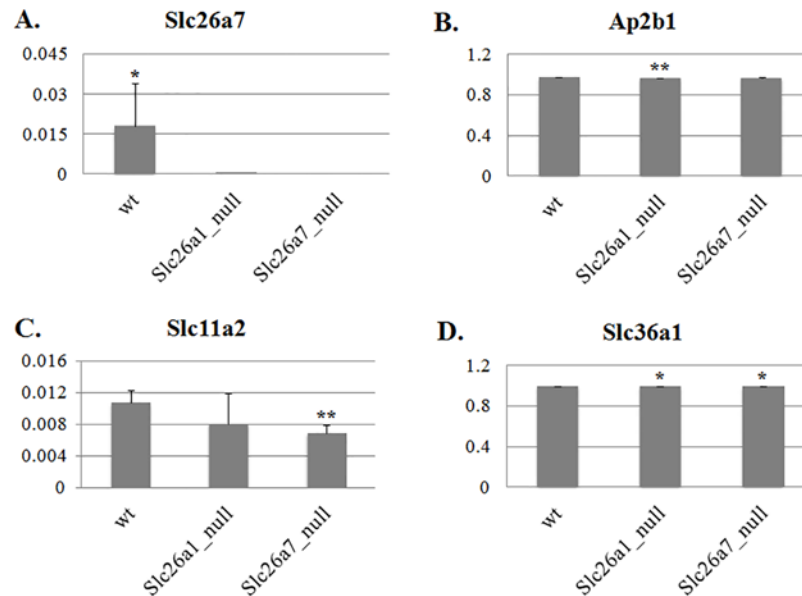 A. Slc26a7
0.045
0.03
0.015
0
*
wt
Slc26a1_null
Slc26a7_null
B. Ap2b1
1.2
0.8
0.4
0
**
wt
Slc26a1_null
Slc26a7_null
C. Slc11a2
0.016
0.012
0.008
0.004
0
**
wt
Slc26a1_null
Slc26a7_null
D. Slc36a1
1.2
0.8
0.4
0
* *
wt
Slc26a1_null
Slc26a7_null